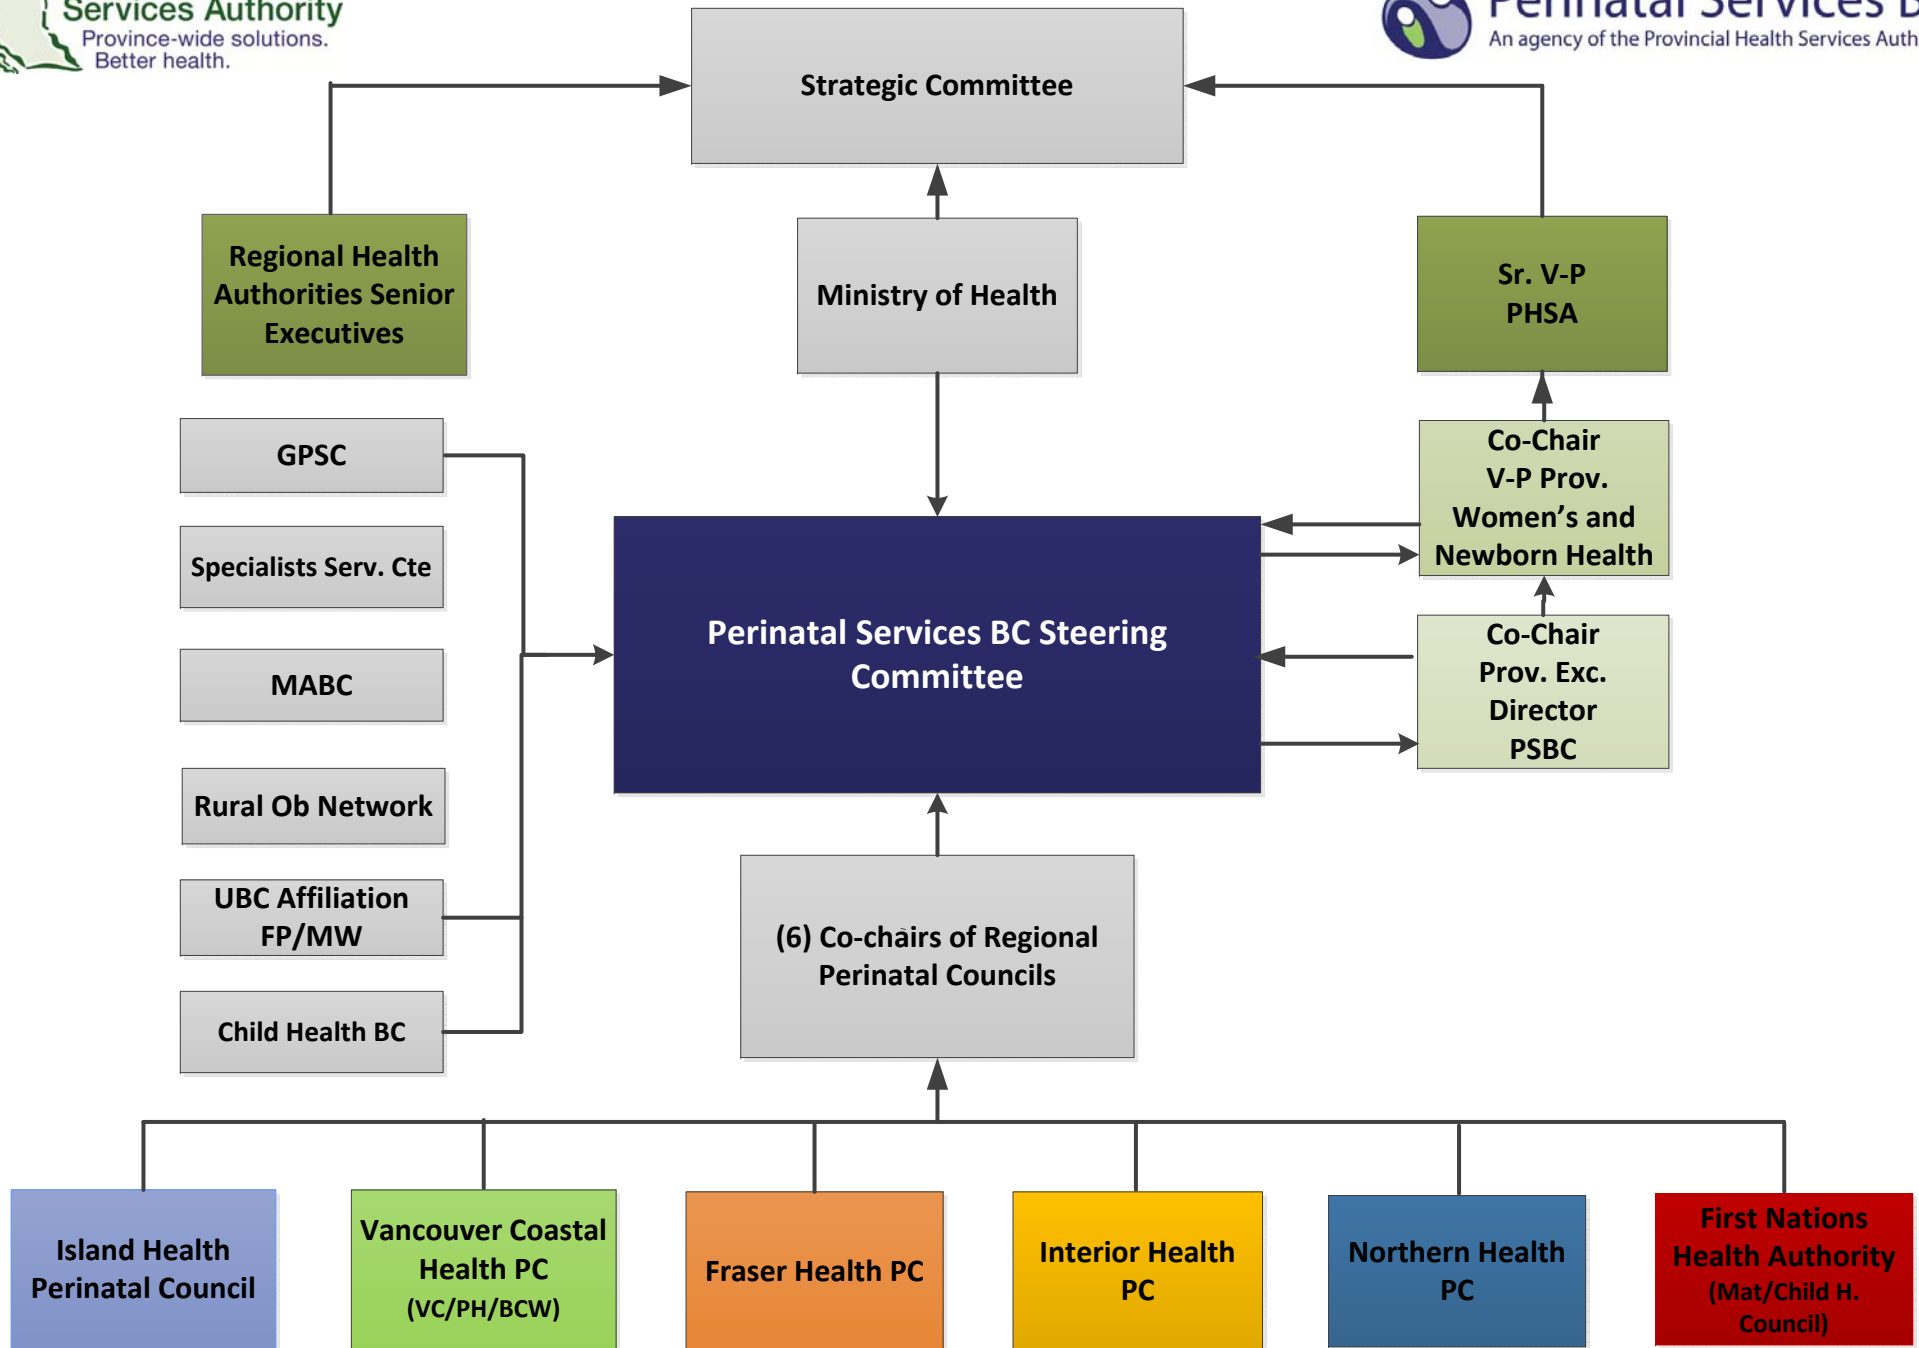 Services Authority
Province-wide solutions.
Better health.
Perinatal Services B
An agency of the Provincial Health Services Auth
Strategic Committee
Regional Health
Authorities Senior
Executives
Ministry of Health
Sr. V-P
PHSA
GPSC
Specialists Serv. Cte
MABC
Rural Ob Network
UBC Affiliation
FP/MW
Child Health BC
Perinatal Services BC Steering
Committee
Co-Chair
V-P Prov.
Women's and
Newborn Health
Co-Chair
Prov. Exc.
Director
PSBC
(6) Co-chairs of Regional
Perinatal Councils
Island Health
Perinatal Council
Vancouver Coastal
Health PC
(VC/PH/BCW)
Fraser Health PC
Interior Health
PC
Northern Health
PC
First Nations
Health Authority
(Mat/Child H.
Council)